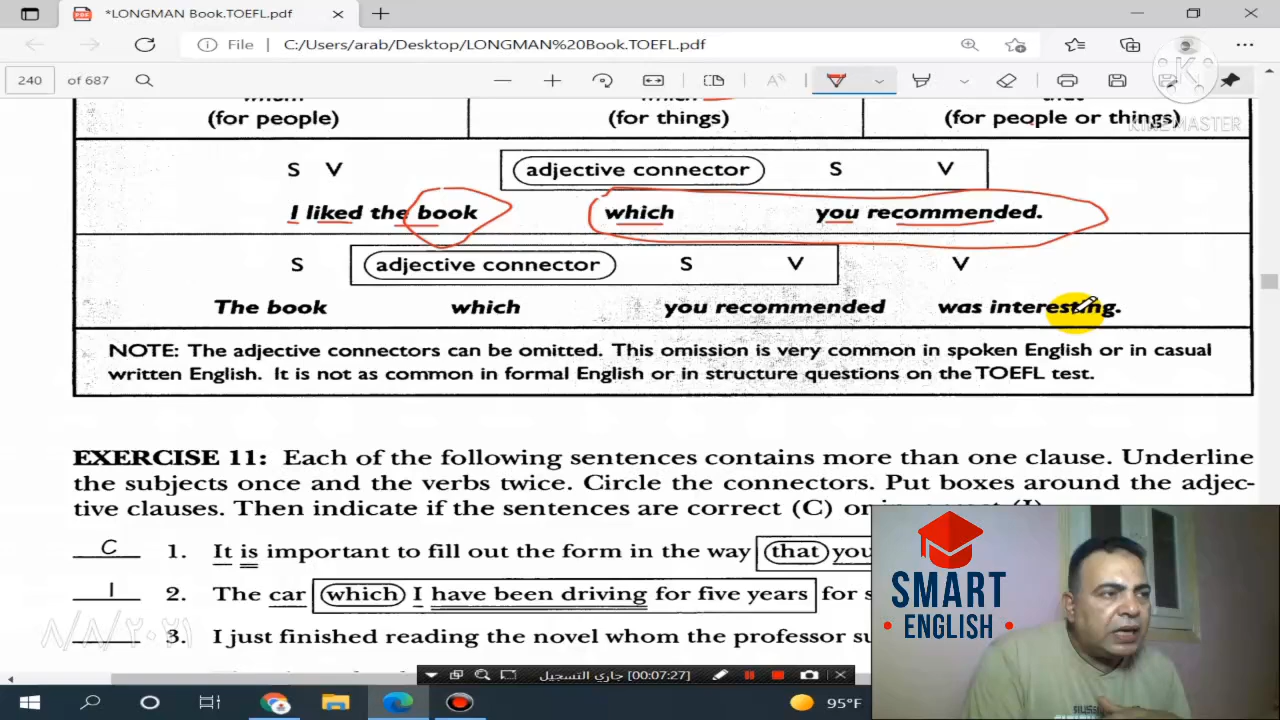 *LONGMAN Book.TOEFL.pdf
File C:/Users/arab/Desktop/LONGMAN%20Book.TOEFL.pdf
240 of 687
whom which that
(for people) (for things) (for people or things)
KINEMASTER
S V adjective connector S V
I liked the book which you recommended.
S adjective connector S V V
The book which you recommended was interesting.
NOTE: The adjective connectors can be omitted. This omission is very common in spoken English or in casual
written English. It is not as common in formal English or in structure questions on the TOEFL test.
EXERCISE 11: Each of the following sentences contains more than one clause. Underline
the subjects once and the verbs twice. Circle the connectors. Put boxes around the adjec-
tive clauses. Then indicate if the sentences are correct (C) or
C 1. It is important to fill out the form in the way that you
I 2. The car which I have been driving for five years for
3. I just finished reading the novel whom the professor
٨/٨/٢٠٢١
SMART
ENGLISH
جاري التسجيل (00:07:27)
95°F